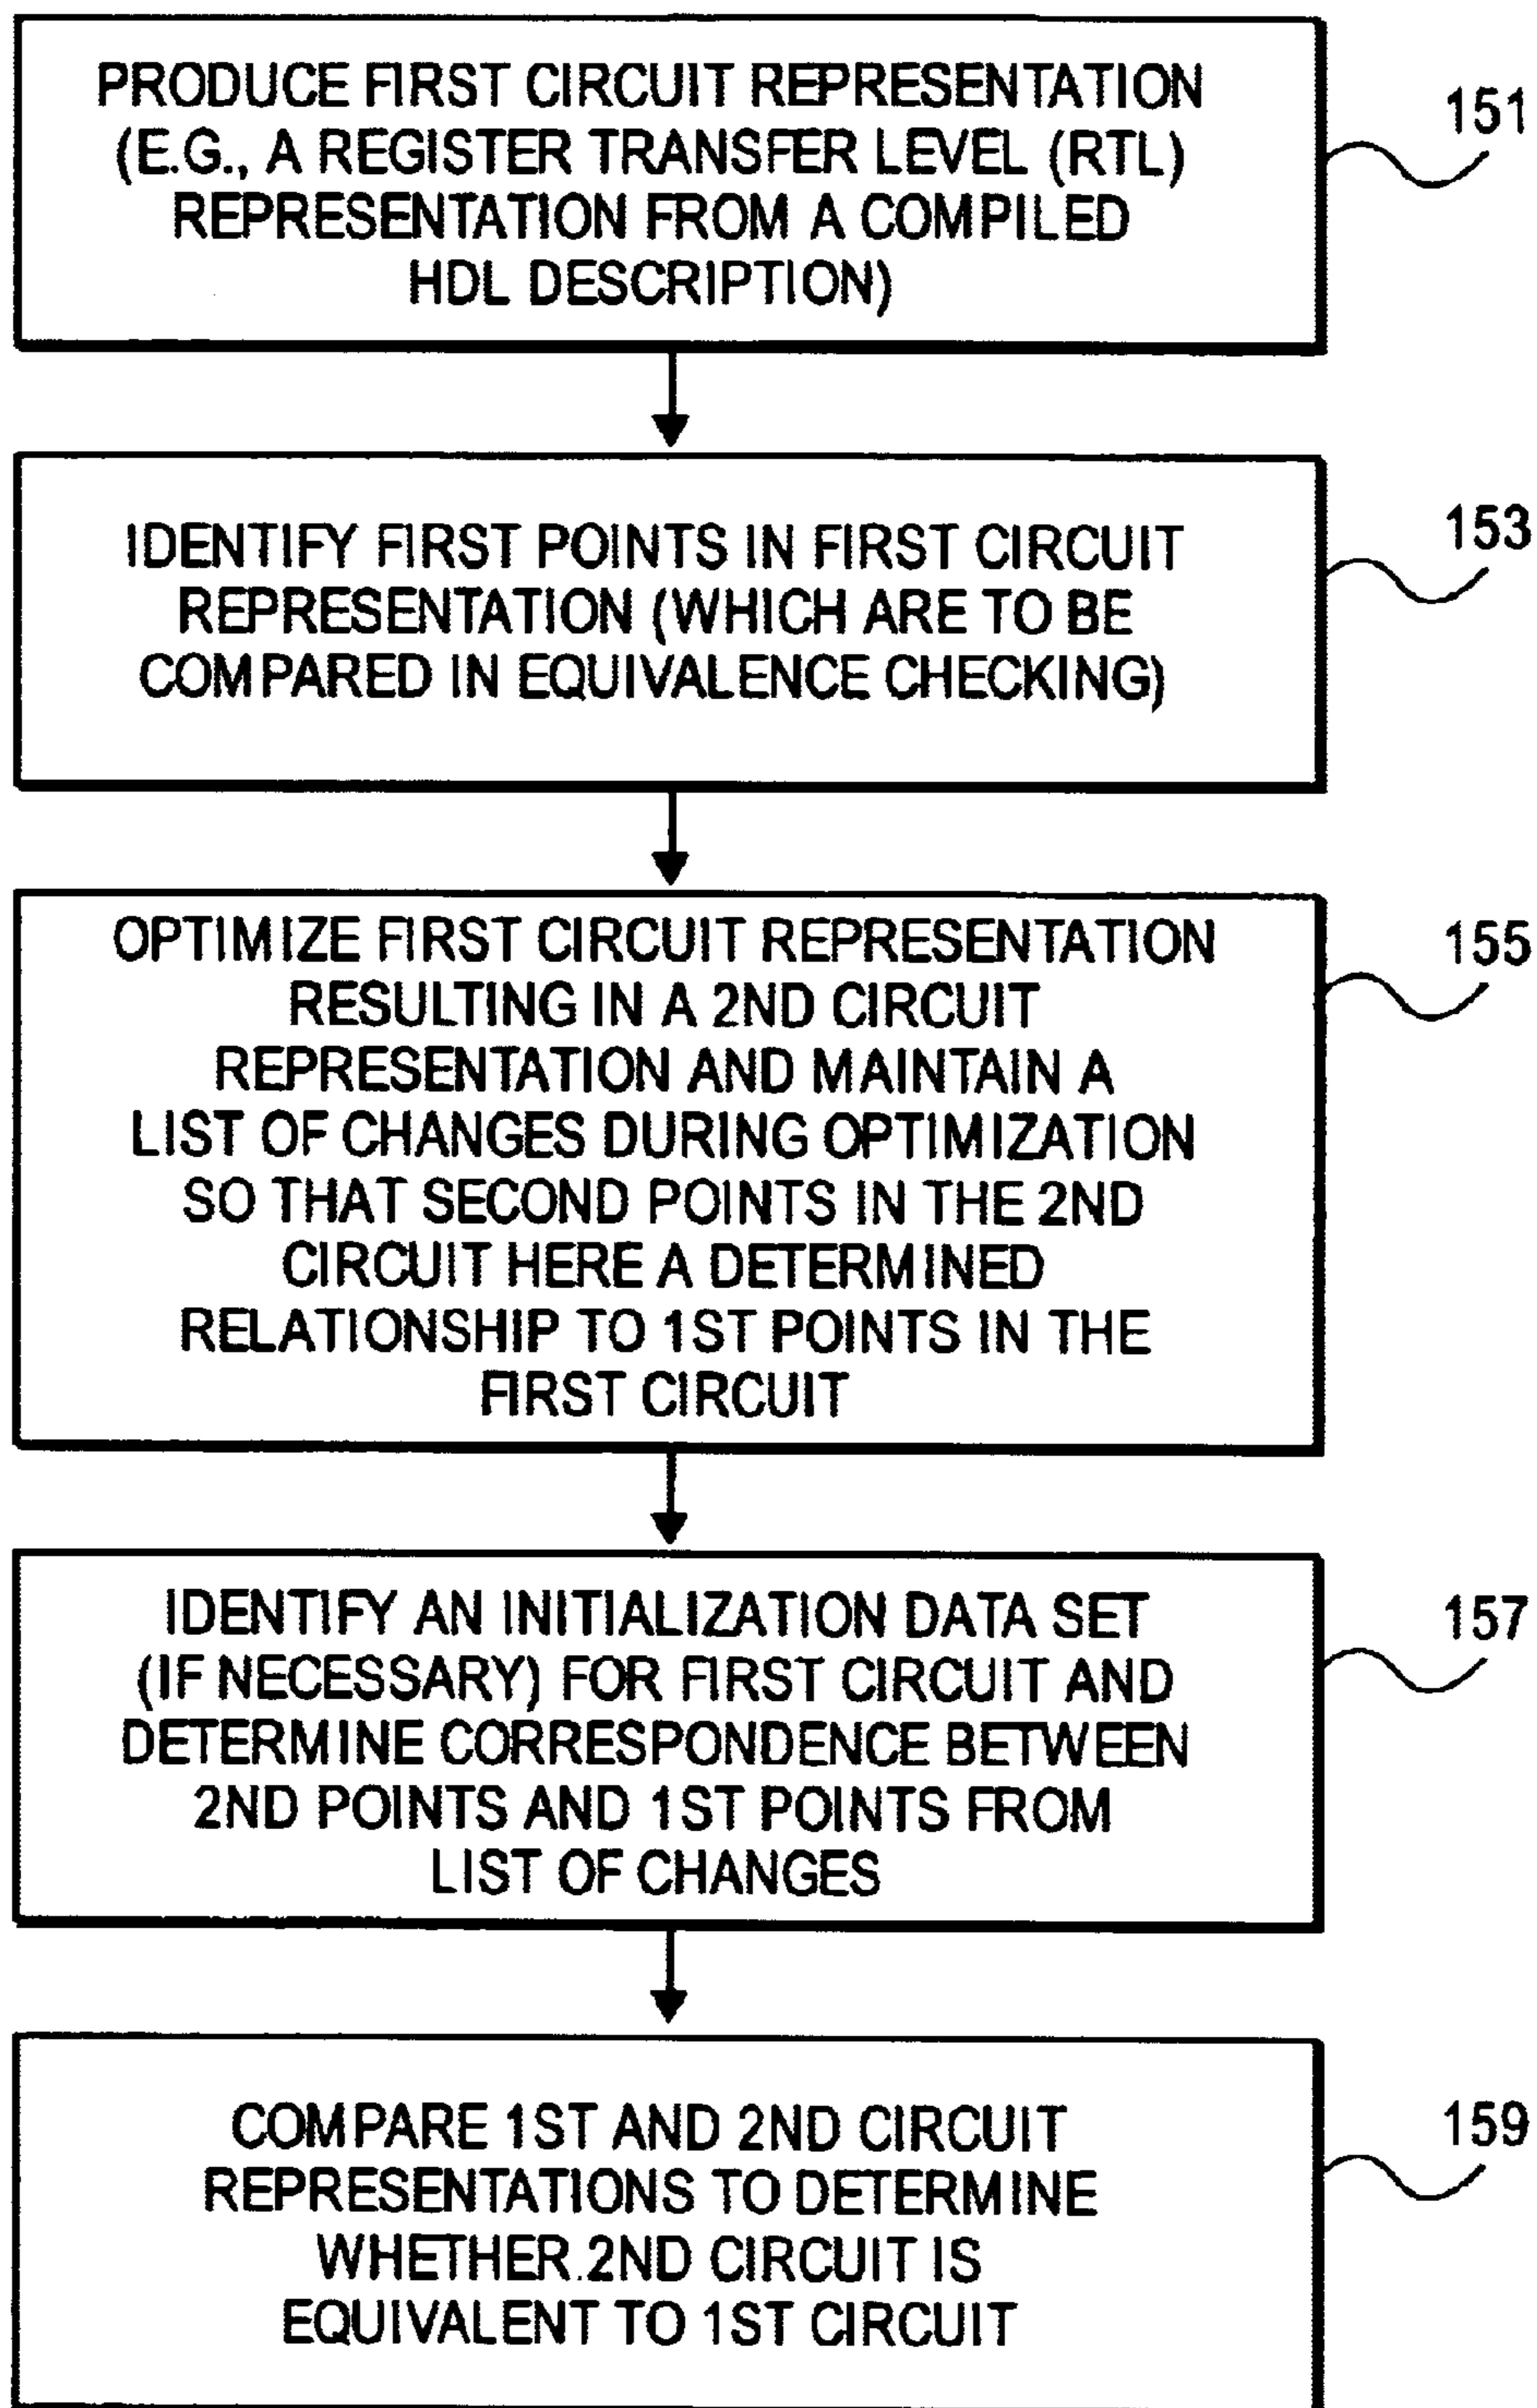 PRODUCE FIRST CIRCUIT REPRESENTATION
(E.G., A REGISTER TRANSFER LEVEL (RTL)
REPRESENTATION FROM A COMPILED
HDL DESCRIPTION)
151
IDENTIFY FIRST POINTS IN FIRST CIRCUIT
REPRESENTATION (WHICH ARE TO BE
COMPARED IN EQUIVALENCE CHECKING)
153
OPTIMIZE FIRST CIRCUIT REPRESENTATION
RESULTING IN A 2ND CIRCUIT
REPRESENTATION AND MAINTAIN A
LIST OF CHANGES DURING OPTIMIZATION
SO THAT SECOND POINTS IN THE 2ND
CIRCUIT HERE A DETERMINED
RELATIONSHIP TO 1ST POINTS IN THE
FIRST CIRCUIT
155
IDENTIFY AN INITIALIZATION DATA SET
(IF NECESSARY) FOR FIRST CIRCUIT AND
DETERMINE CORRESPONDENCE BETWEEN
2ND POINTS AND 1ST POINTS FROM
LIST OF CHANGES
157
COMPARE 1ST AND 2ND CIRCUIT
REPRESENTATIONS TO DETERMINE
WHETHER.2ND CIRCUIT IS
EQUIVALENT TO 1ST CIRCUIT
159